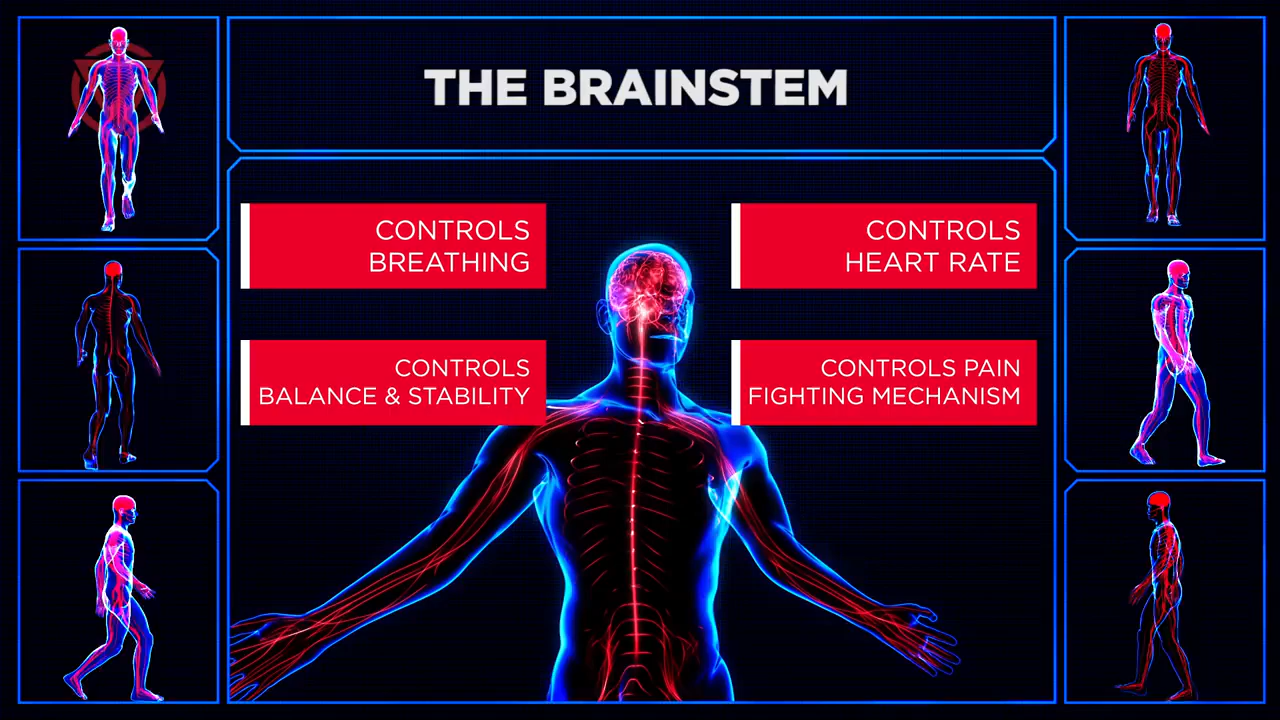 THE BRAINSTEM
CONTROLS
BREATHING
CONTROLS
HEART RATE
CONTROLS
BALANCE & STABILITY
CONTROLS PAIN
FIGHTING MECHANISM